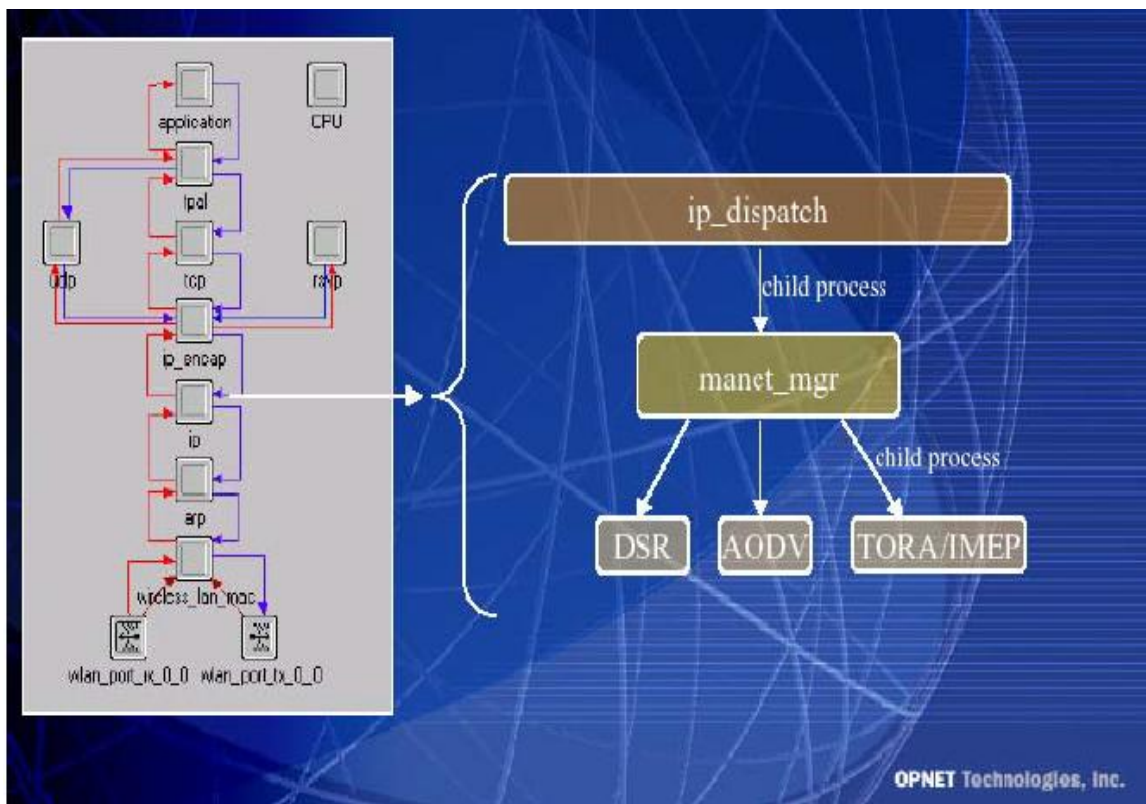 application
CPU
tpal
udp
tcp
rsvp
ip_encap
ip
arp
wireless_lan_mac
wlan_port_rx_0_0
wlan_port_tx_0_0
ip_dispatch
child process
manet_mgr
child process
DSR
AODV
TORA/IMEP
OPNET Technologies, Inc.